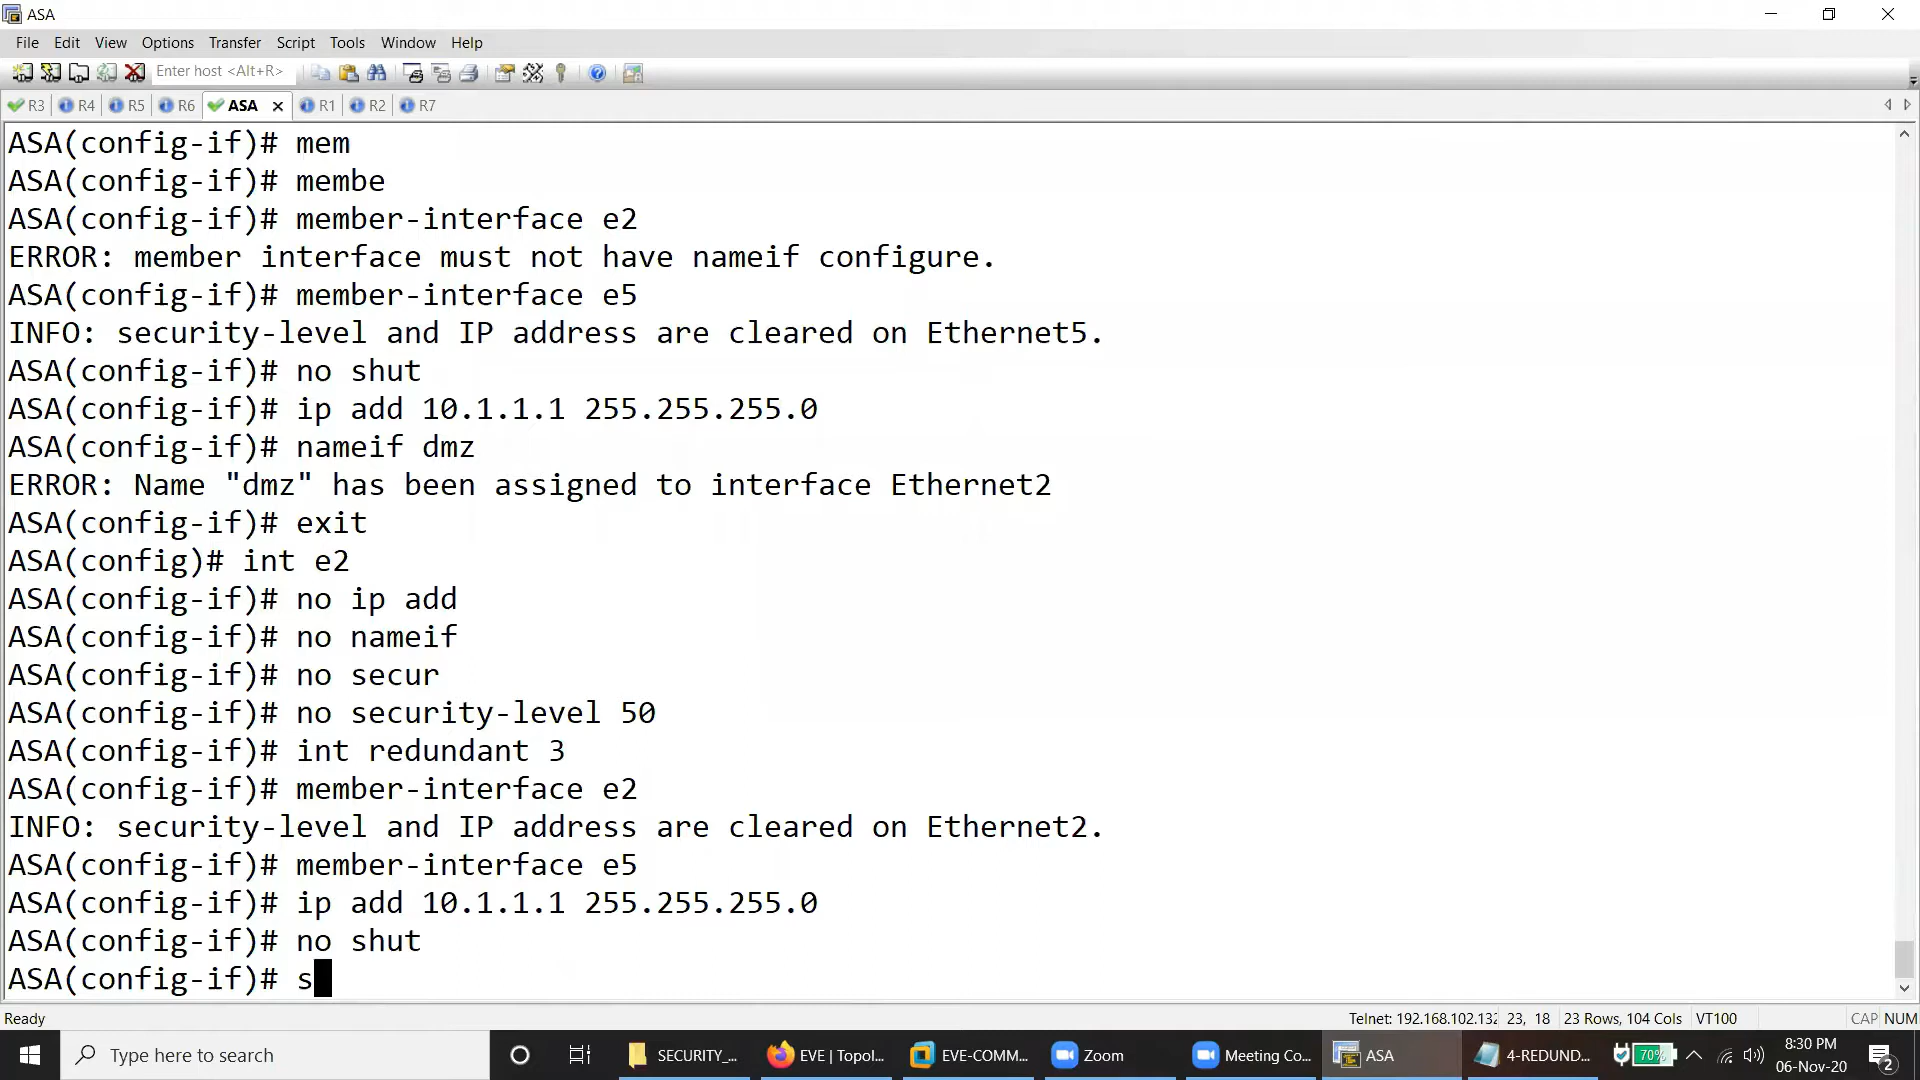 ASA
File Edit View Options Transfer Script Tools Window Help
Enter host <Alt+R>
R3 R4 R5 R6 ASA R1 R2 R7
ASA(config-if)# mem
ASA(config-if)# membe
ASA(config-if)# member-interface e2
ERROR: member interface must not have nameif configure.
ASA(config-if)# member-interface e5
INFO: security-level and IP address are cleared on Ethernet5.
ASA(config-if)# no shut
ASA(config-if)# ip add 10.1.1.1 255.255.255.0
ASA(config-if)# nameif dmz
ERROR: Name "dmz" has been assigned to interface Ethernet2
ASA(config-if)# exit
ASA(config)# int e2
ASA(config-if)# no ip add
ASA(config-if)# no nameif
ASA(config-if)# no secur
ASA(config-if)# no security-level 50
ASA(config-if)# int redundant 3
ASA(config-if)# member-interface e2
INFO: security-level and IP address are cleared on Ethernet2.
ASA(config-if)# member-interface e5
ASA(config-if)# ip add 10.1.1.1 255.255.255.0
ASA(config-if)# no shut
ASA(config-if)# s
Ready Telnet: 192.168.102.132 23, 18 23 Rows, 104 Cols VT100 CAP NUM
Type here to search SECURITY_... EVE | Topol... EVE-COMM... Zoom Meeting Co... ASA 4-REDUND... 70% 8:30 PM
06-Nov-20 2